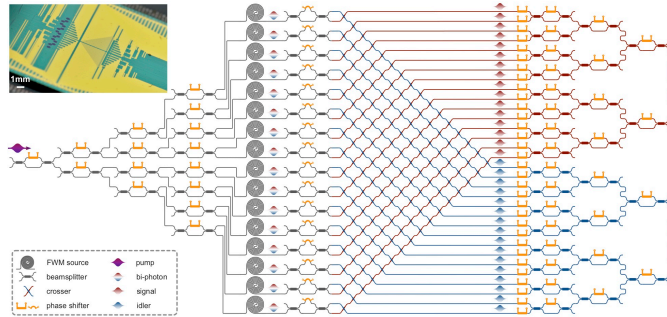 1mm
FWM source
pump
beamsplitter
bi-photon
crosser
signal
phase shifter
idler